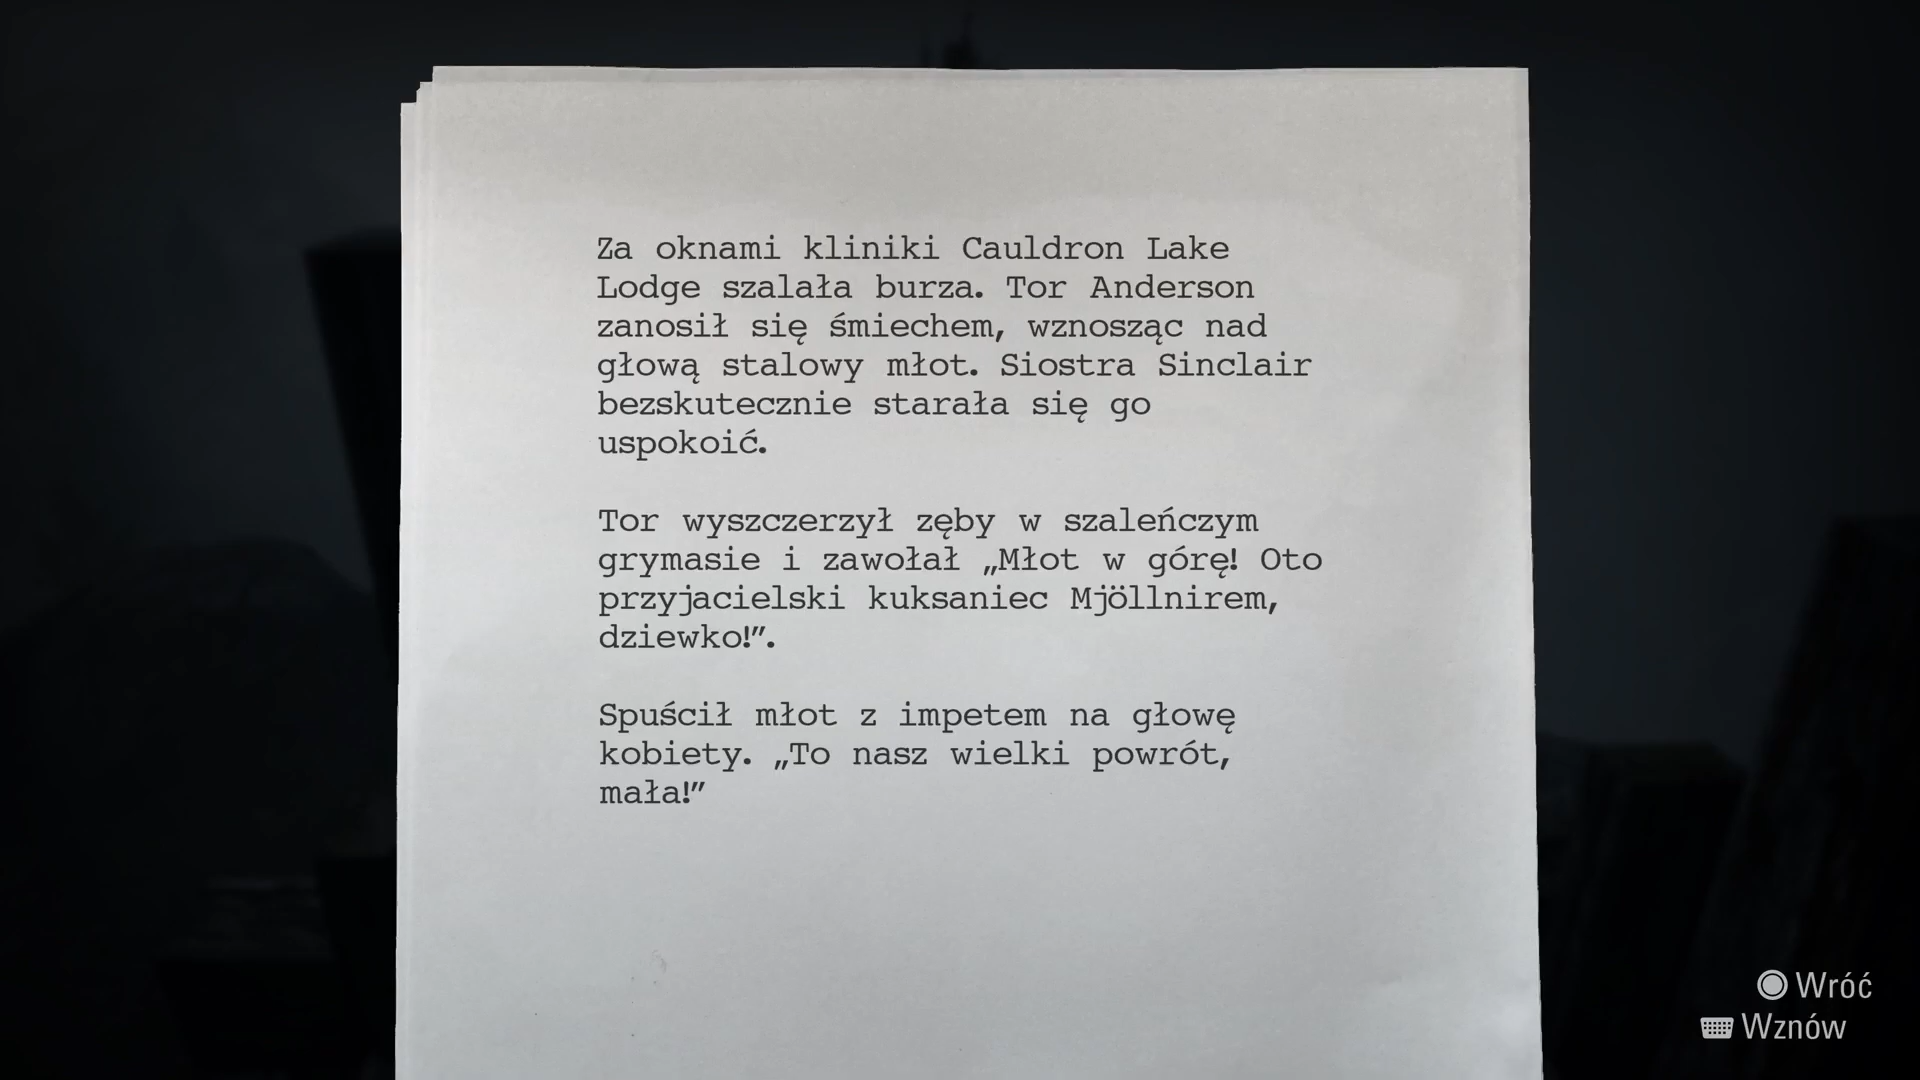 Za oknami kliniki Cauldron Lake
Lodge szalała burza. Tor Anderson
zanosił się śmiechem, wznosząc nad
głową stalowy młot. Siostra Sinclair
bezskutecznie starała się go
uspokoić.
Tor wyszczerzył zęby w szaleńczym
grymasie i zawołał „Młot w górę! Oto
przyjacielski kuksaniec Mjöllnirem,
dziewko!”.
Spuścił młot z impetem na głowę
kobiety. „To nasz wielki powrót,
mała!”
Wróć
Wznów